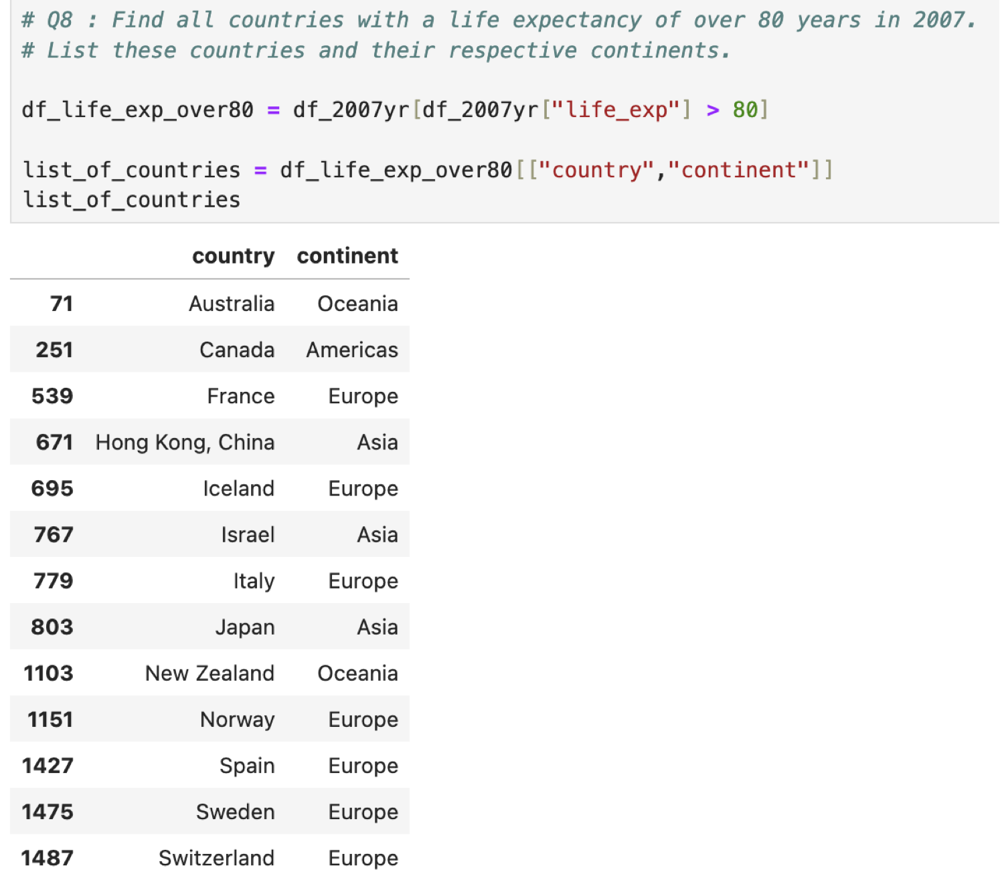 # Q8 : Find all countries with a life expectancy of over 80 years in 2007.
# List these countries and their respective continents.
df_life_exp_over80 = df_2007yr[df_2007yr["life_exp"] > 80]
list_of_countries = df_life_exp_over80[["country","continent"]]
list_of_countries
country continent
71 Australia Oceania
251 Canada Americas
539 France Europe
671 Hong Kong, China Asia
695 Iceland Europe
767 Israel Asia
779 Italy Europe
803 Japan Asia
1103 New Zealand Oceania
1151 Norway Europe
1427 Spain Europe
1475 Sweden Europe
1487 Switzerland Europe